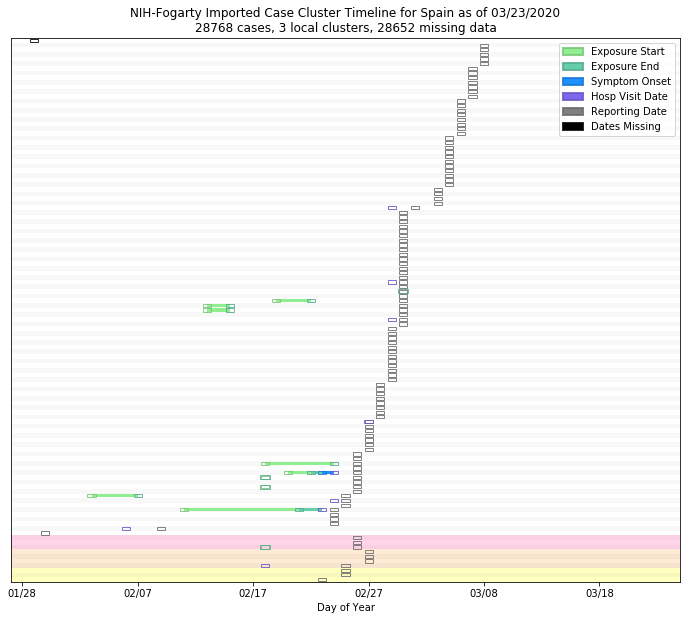 NIH-Fogarty Imported Case Cluster Timeline for Spain as of 03/23/2020
28768 cases, 3 local clusters, 28652 missing data
Exposure Start
Exposure End
Symptom Onset
Hosp Visit Date
Reporting Date
Dates Missing
01/28 02/07 02/17 02/27 03/08 03/18
Day of Year